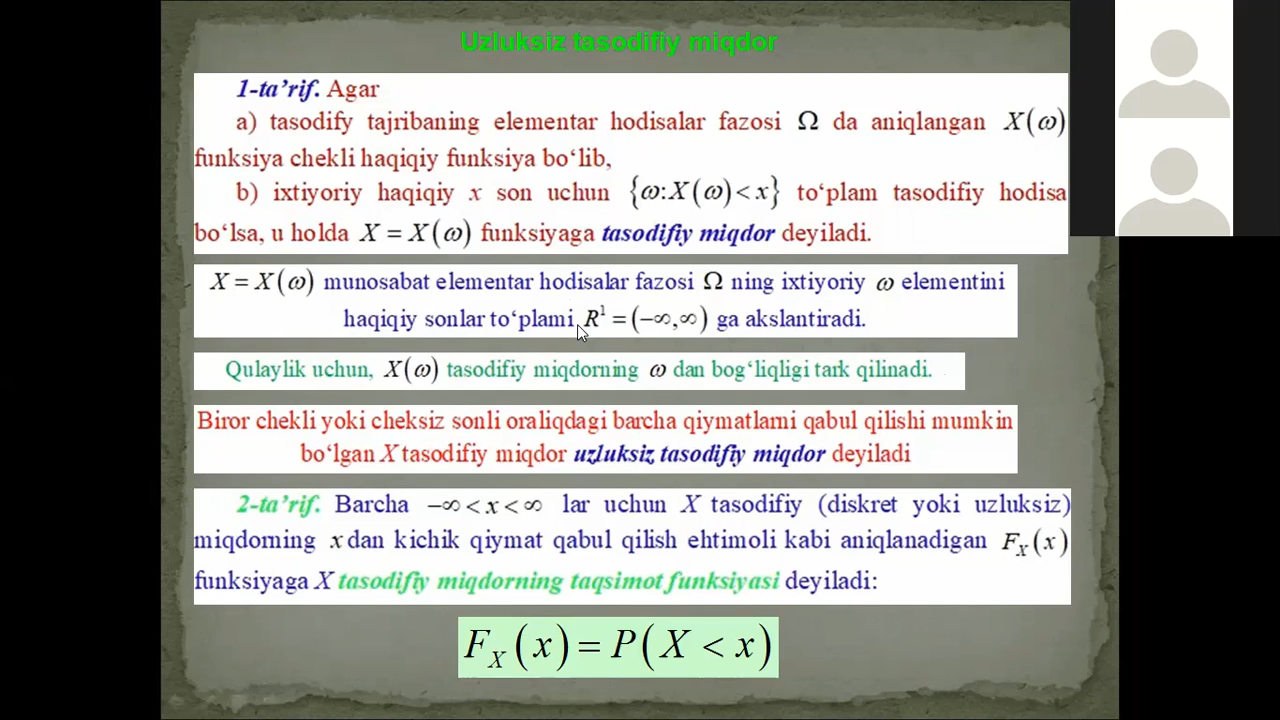 Uzluksiz tasodifiy miqdor
1-ta’rif. Agar
a) tasodify tajribaning elementar hodisalar fazosi Ω da aniqlangan X(ω)
funksiya chekli haqiqiy funksiya bo‘lib,
b) ixtiyoriy haqiqiy x son uchun {ω:X(ω)<x} to‘plam tasodifiy hodisa
bo‘lsa, u holda X = X(ω) funksiyaga tasodifiy miqdor deyiladi.
X = X(ω) munosabat elementar hodisalar fazosi Ω ning ixtiyoriy ω elementini
haqiqiy sonlar to‘plami R¹ = (−∞,∞) ga akslantiradi.
Qulaylik uchun, X(ω) tasodifiy miqdorning ω dan bog‘liqligi tark qilinadi.
Biror chekli yoki cheksiz sonli oraliqdagi barcha qiymatlarni qabul qilishi mumkin
bo‘lgan X tasodifiy miqdor uzluksiz tasodifiy miqdor deyiladi
2-ta’rif. Barcha −∞ < x < ∞ lar uchun X tasodifiy (diskret yoki uzluksiz)
miqdorning x dan kichik qiymat qabul qilish ehtimoli kabi aniqlanadigan F_X(x)
funksiyaga X tasodifiy miqdorning taqsimot funksiyasi deyiladi:
F_X(x) = P(X < x)